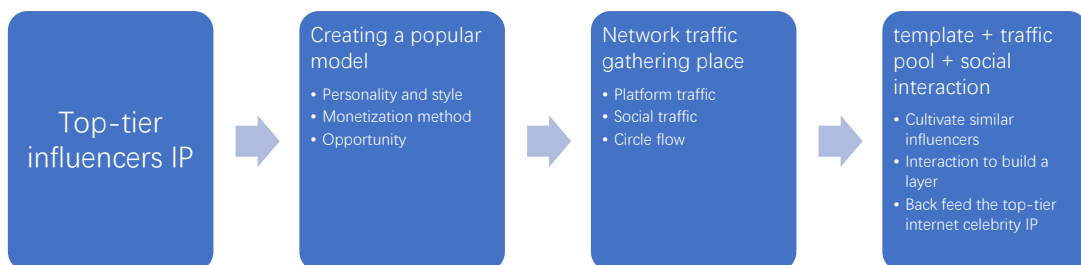 Top-tier
influencers IP
Creating a popular
model
• Personality and style
• Monetization method
• Opportunity
Network traffic
gathering place
• Platform traffic
• Social traffic
• Circle flow
template + traffic
pool + social
interaction
• Cultivate similar
influencers
• Interaction to build a
layer
• Back feed the top-tier
internet celebrity IP